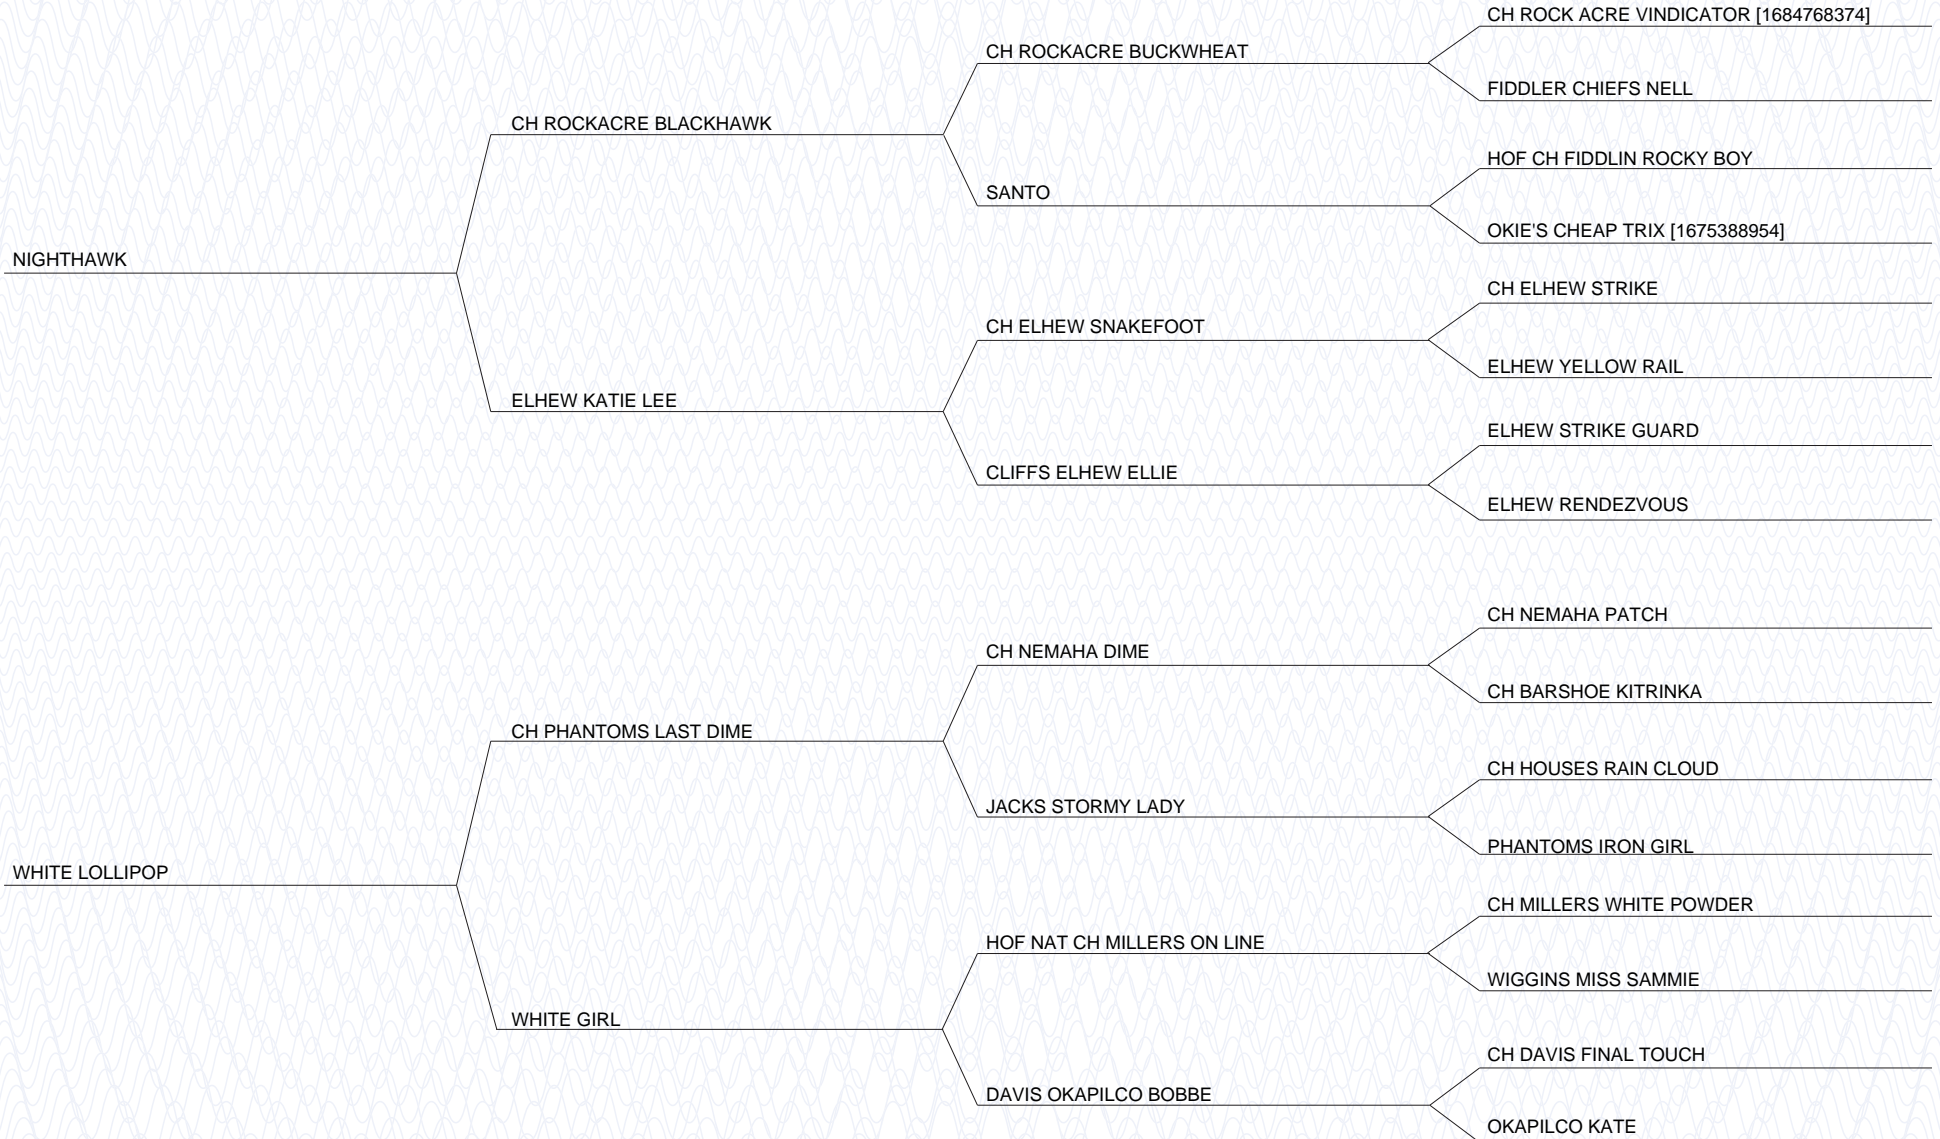 CH ROCK ACRE VINDICATOR [1684768374]
CH ROCKACRE BUCKWHEAT
FIDDLER CHIEFS NELL
CH ROCKACRE BLACKHAWK
HOF CH FIDDLIN ROCKY BOY
SANTO
OKIE'S CHEAP TRIX [1675388954]
NIGHTHAWK
CH ELHEW STRIKE
CH ELHEW SNAKEFOOT
ELHEW YELLOW RAIL
ELHEW KATIE LEE
ELHEW STRIKE GUARD
CLIFFS ELHEW ELLIE
ELHEW RENDEZVOUS
CH NEMAHA PATCH
CH NEMAHA DIME
CH BARSHOE KITRINKA
CH PHANTOMS LAST DIME
CH HOUSES RAIN CLOUD
JACKS STORMY LADY
PHANTOMS IRON GIRL
WHITE LOLLIPOP
CH MILLERS WHITE POWDER
HOF NAT CH MILLERS ON LINE
WIGGINS MISS SAMMIE
WHITE GIRL
CH DAVIS FINAL TOUCH
DAVIS OKAPILCO BOBBE
OKAPILCO KATE